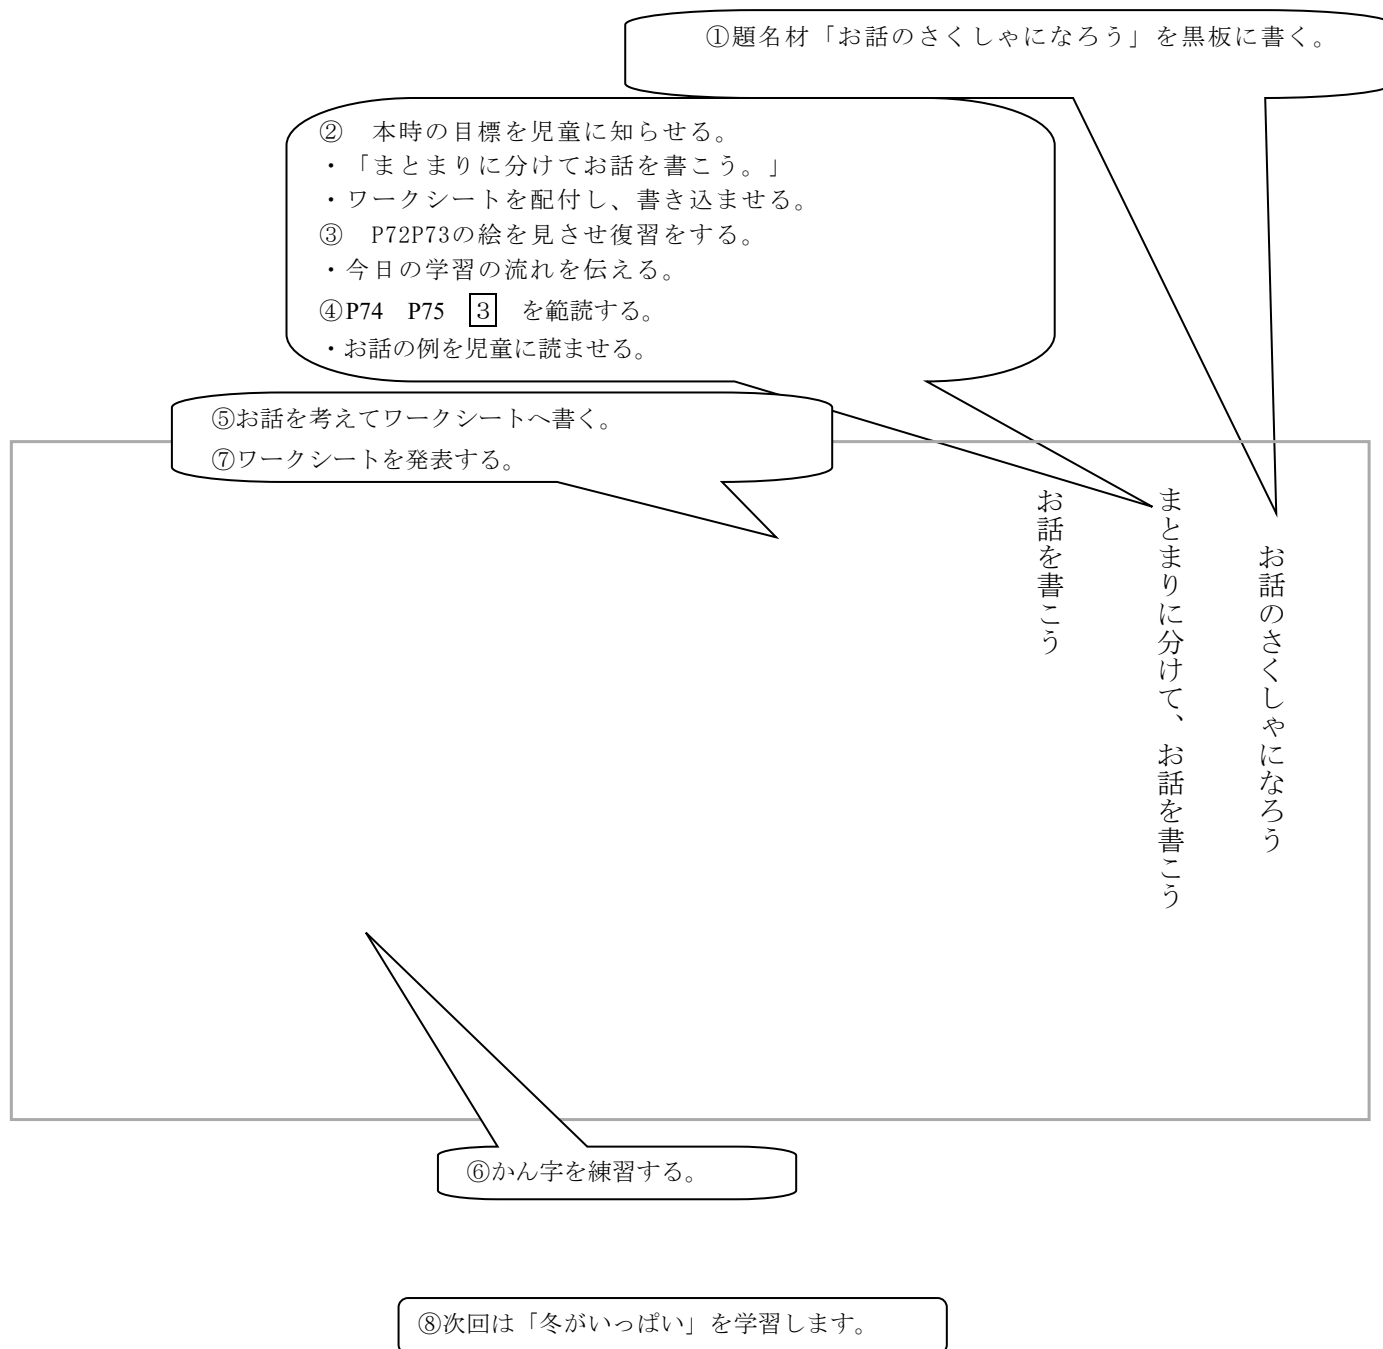 ①題名材「お話のさくしゃになろう」を黒板に書く。
②　本時の目標を児童に知らせる。
・「まとまりに分けてお話を書こう。」
・ワークシートを配付し、書き込ませる。
③　P72P73の絵を見させ復習をする。
・今日の学習の流れを伝える。
④P74　P75　3　を範読する。
・お話の例を児童に読ませる。
⑤お話を考えてワークシートへ書く。
⑦ワークシートを発表する。
お話のさくしゃになろう
まとまりに分けて、お話を書こう
お話を書こう
⑥かん字を練習する。
⑧次回は「冬がいっぱい」を学習します。